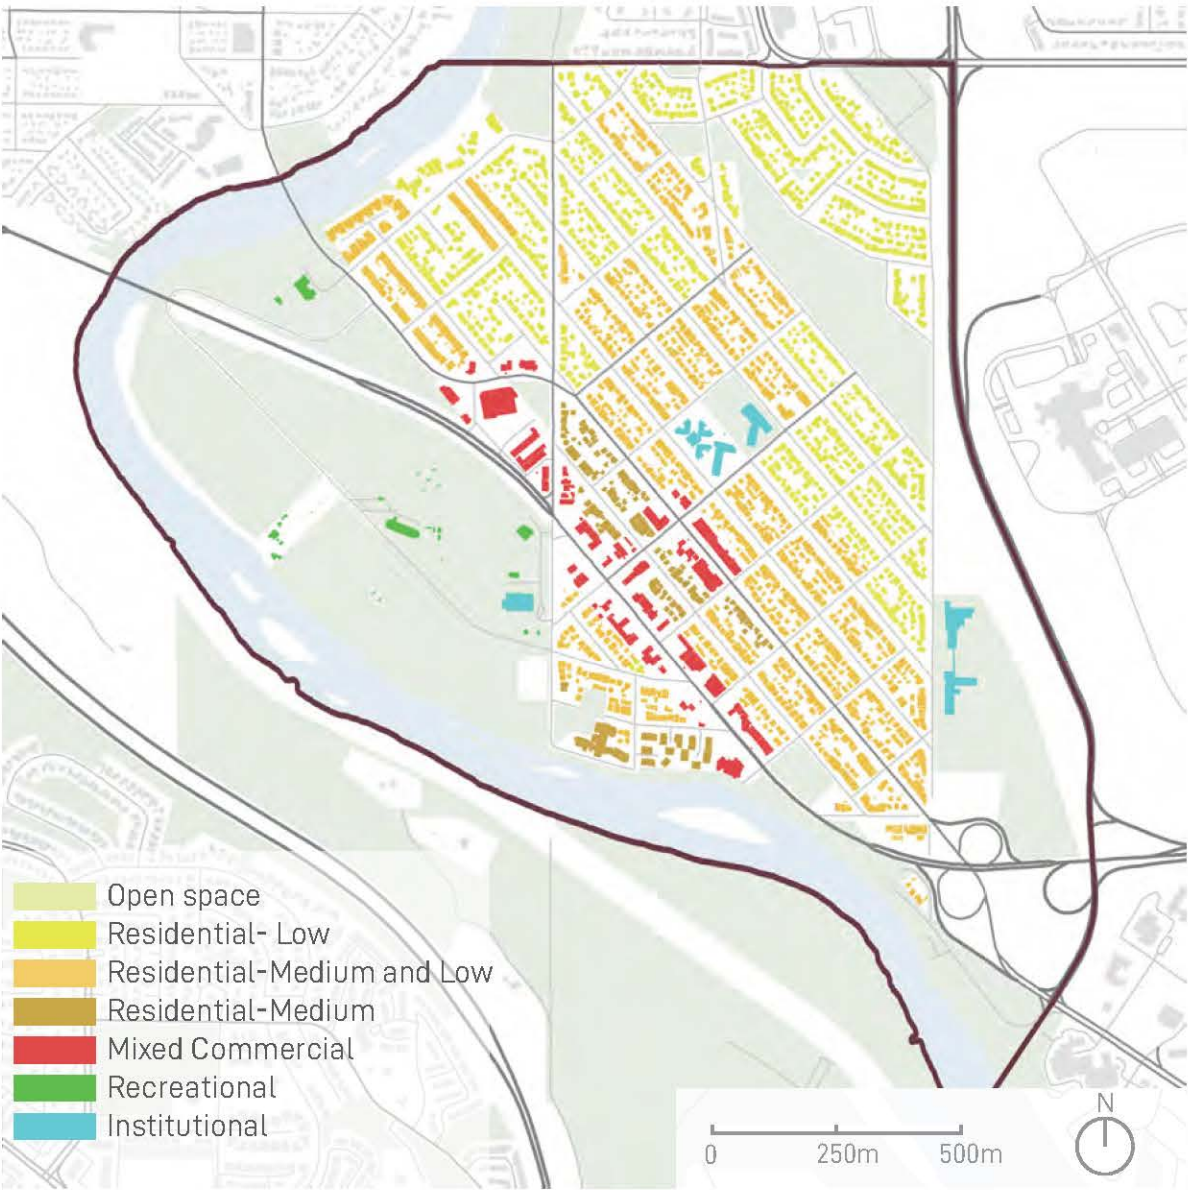 Open space
Residential- Low
Residential-Medium and Low
Residential-Medium
Mixed Commercial
Recreational
Institutional
N
0 250m 500m